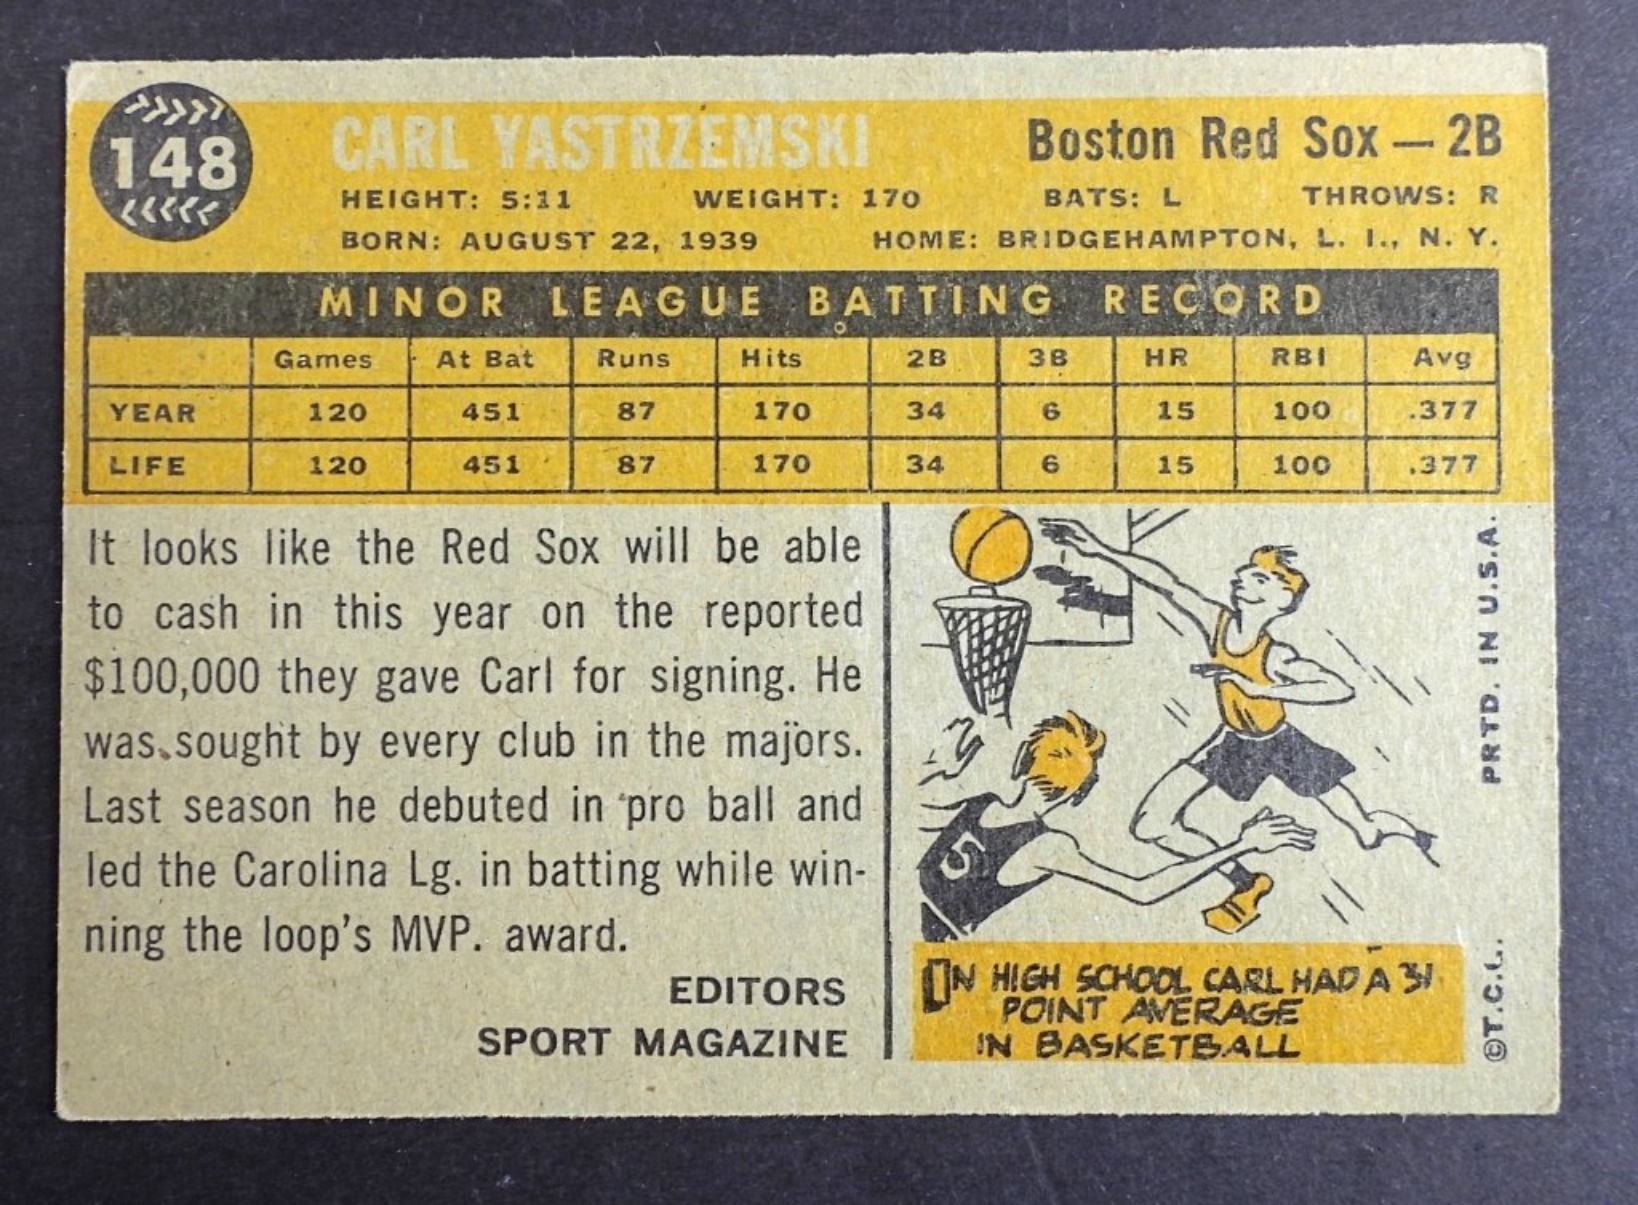 148
CARL YASTRZEMSKI Boston Red Sox — 2B
HEIGHT: 5:11 WEIGHT: 170 BATS: L THROWS: R
BORN: AUGUST 22, 1939 HOME: BRIDGEHAMPTON, L. I., N. Y.
MINOR LEAGUE BATTING RECORD
Games At Bat Runs Hits 2B 3B HR RBI Avg
YEAR 120 451 87 170 34 6 15 100 .377
LIFE 120 451 87 170 34 6 15 100 .377
It looks like the Red Sox will be able
to cash in this year on the reported
$100,000 they gave Carl for signing. He
was sought by every club in the majors.
Last season he debuted in pro ball and
led the Carolina Lg. in batting while win-
ning the loop's MVP. award.
EDITORS
SPORT MAGAZINE
5
IN HIGH SCHOOL CARL HAD A 31
POINT AVERAGE
IN BASKETBALL
©T.C.G. PRTD. IN U.S.A.